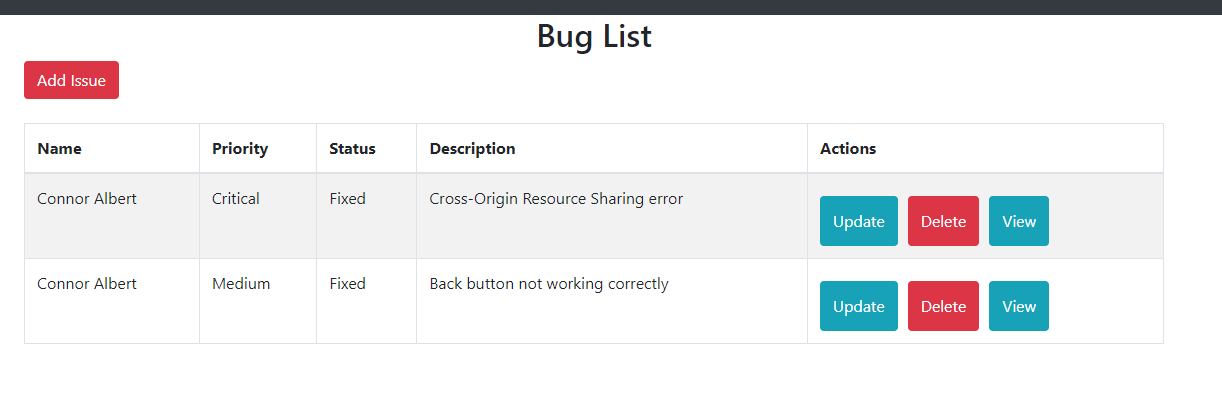 Bug List
Add Issue
Name Priority Status Description Actions
Connor Albert Critical Fixed Cross-Origin Resource Sharing error Update Delete View
Connor Albert Medium Fixed Back button not working correctly Update Delete View